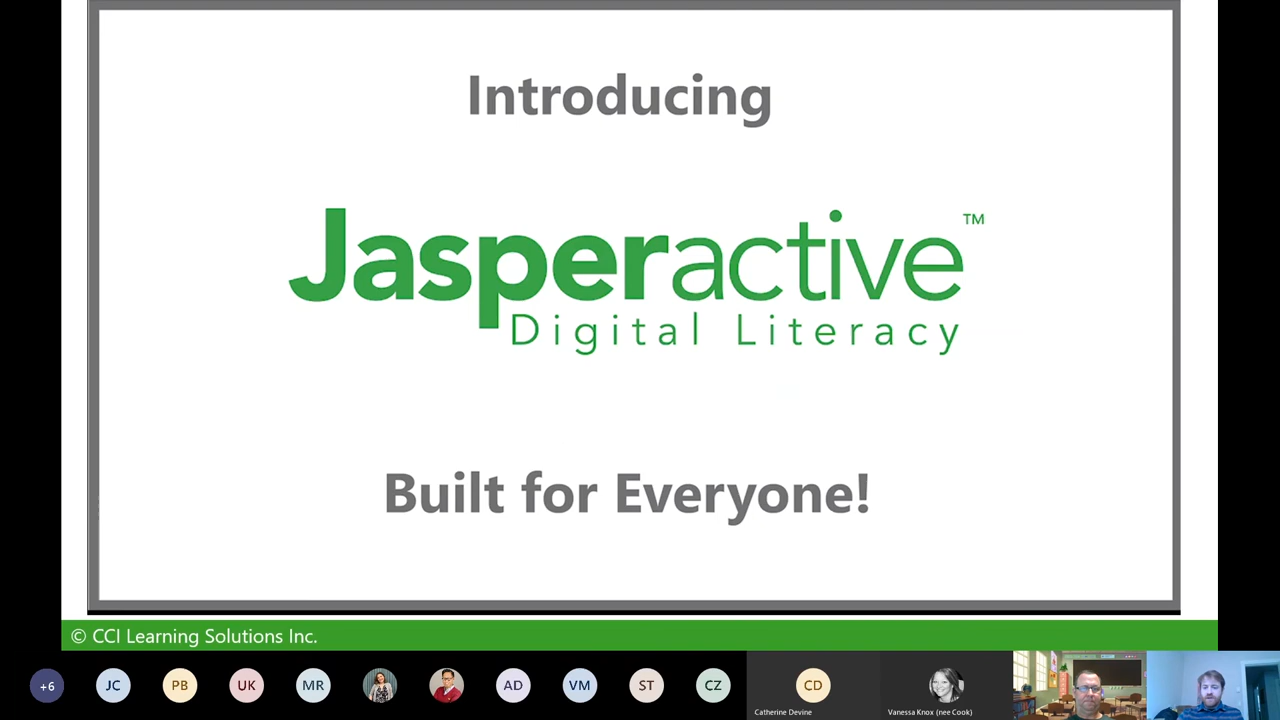 Introducing
Jasperactive™
Digital Literacy
Built for Everyone!
© CCI Learning Solutions Inc.
+6 JC PB UK MR AD VM ST CZ CD
Catherine Devine
Vanessa Knox (nee Cook)